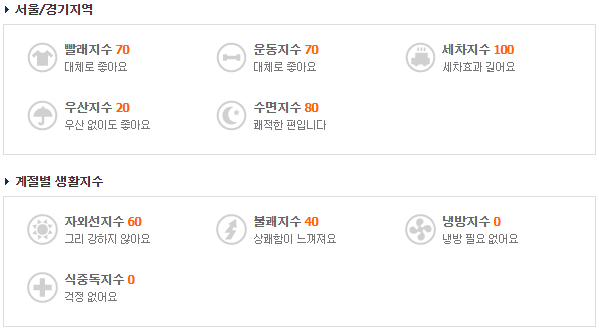 서울/경기지역
빨래지수 70
대체로 좋아요
운동지수 70
대체로 좋아요
세차지수 100
세차효과 길어요
우산지수 20
우산 없이도 좋아요
수면지수 80
쾌적한 편입니다
계절별 생활지수
자외선지수 60
그리 강하지 않아요
불쾌지수 40
상쾌함이 느껴져요
냉방지수 0
냉방 필요 없어요
식중독지수 0
걱정 없어요